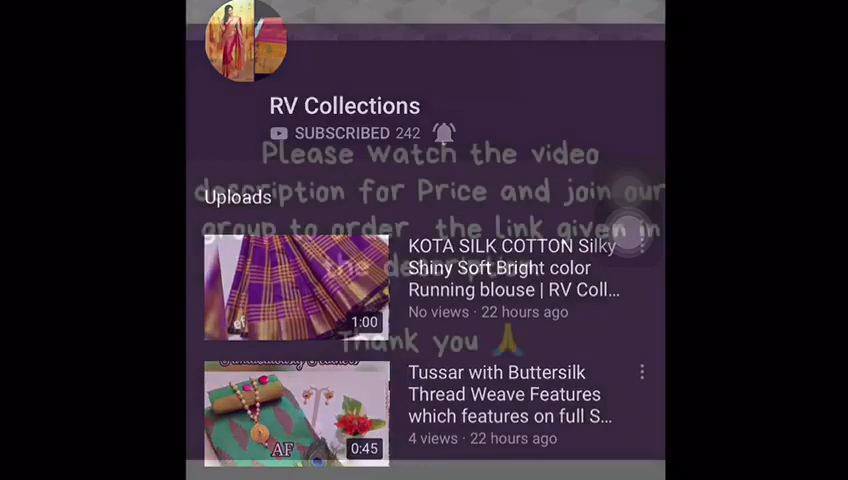 RV Collections
SUBSCRIBED 242
Please Watch the video
description for Price and join our
Uploads
group to order the link given in
the description
KOTA SILK COTTON Silky
Shiny Soft Bright color
Running blouse | RV Coll...
No views · 22 hours ago
1:00
Thank you 🙏
Tussar with Buttersilk
Thread Weave Features
which features on full S...
4 views · 22 hours ago
AF
0:45